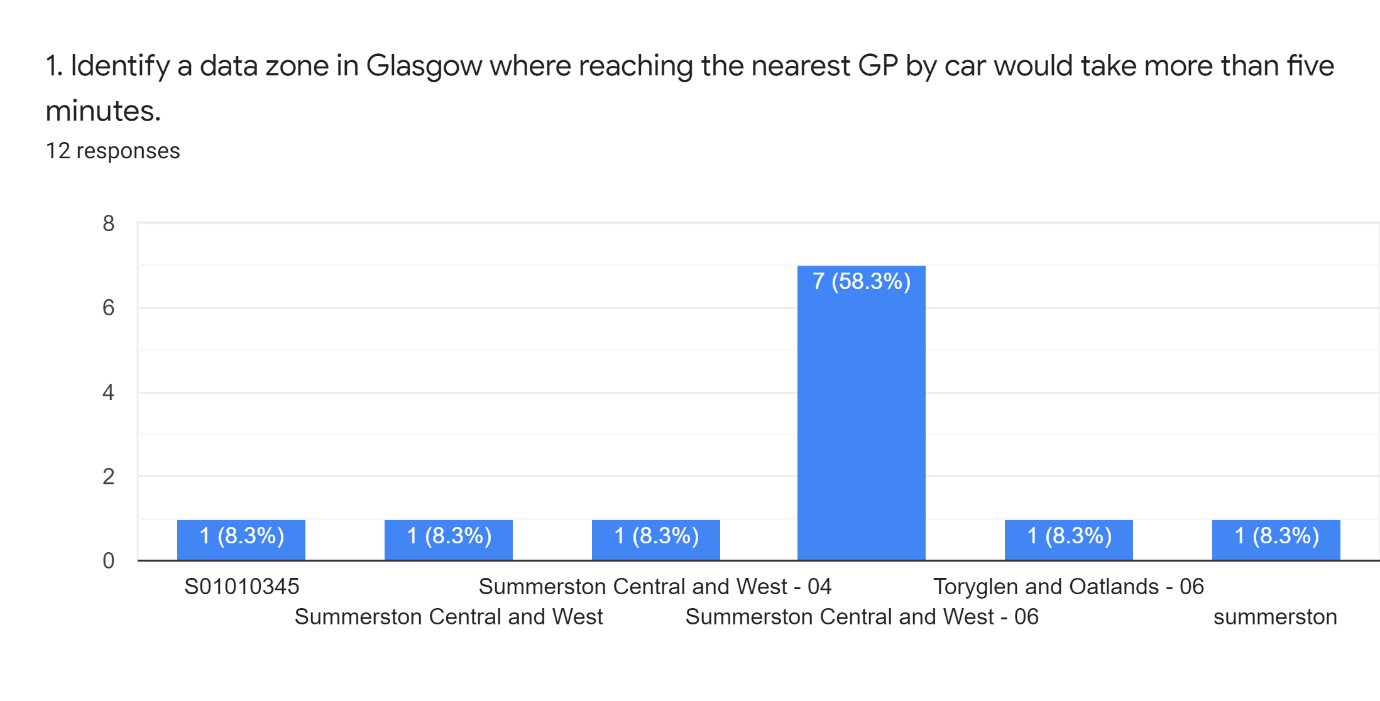 1. Identify a data zone in Glasgow where reaching the nearest GP by car would take more than five
minutes.
12 responses
8
6
4
2
0
1 (8.3%)
1 (8.3%)
1 (8.3%)
7 (58.3%)
1 (8.3%)
1 (8.3%)
S01010345
Summerston Central and West
Summerston Central and West - 04
Summerston Central and West - 06
Toryglen and Oatlands - 06
summerston